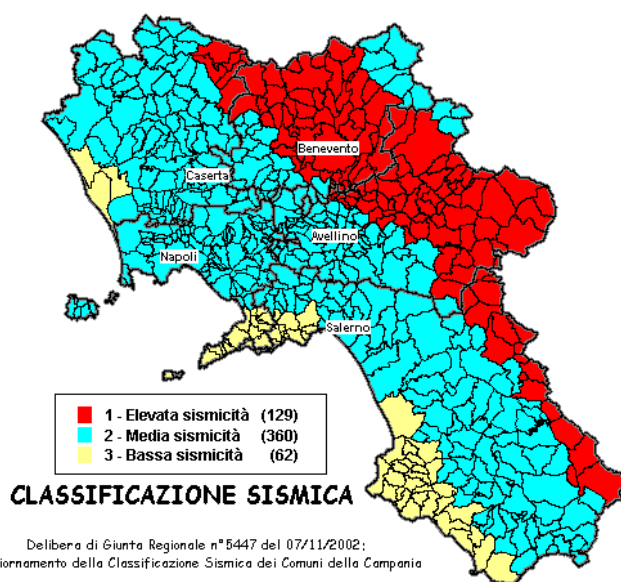 Benevento
Caserta
Avellino
Napoli
Salerno
1 - Elevata sismicità (129)
2 - Media sismicità (360)
3 - Bassa sismicità (62)
CLASSIFICAZIONE SISMICA
Delibera di Giunta Regionale n°5447 del 07/11/2002;
iornamento della Classificazione Sismica dei Comuni della Campania